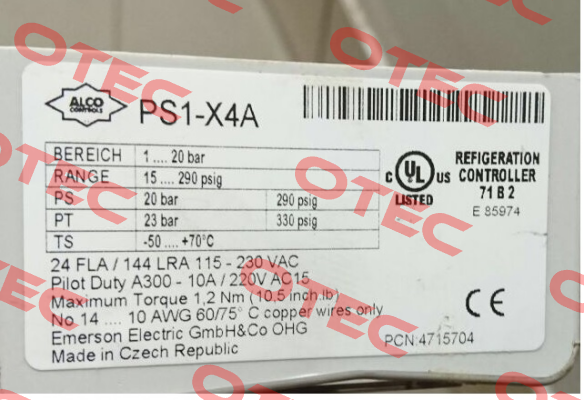 ALCO
CONTROLS
PS1-X4A
BEREICH 1 .... 20 bar
RANGE 15 .... 290 psig
PS 20 bar 290 psig
PT 23 bar 330 psig
TS -50 .... +70°C
C UL US
LISTED
REFIGERATION
CONTROLLER
71 B 2
E 85974
24 FLA / 144 LRA 115 - 230 VAC
Pilot Duty A300 - 10A / 220V AC15
Maximum Torque 1,2 Nm (10.5 inch.lb)
No 14 .... 10 AWG 60/75° C copper wires only
Emerson Electric GmbH&Co OHG
Made in Czech Republic
CE
PCN:4715704
OTEC
OTEC
OTEC
OTEC
OTEC
OTEC
OTEC